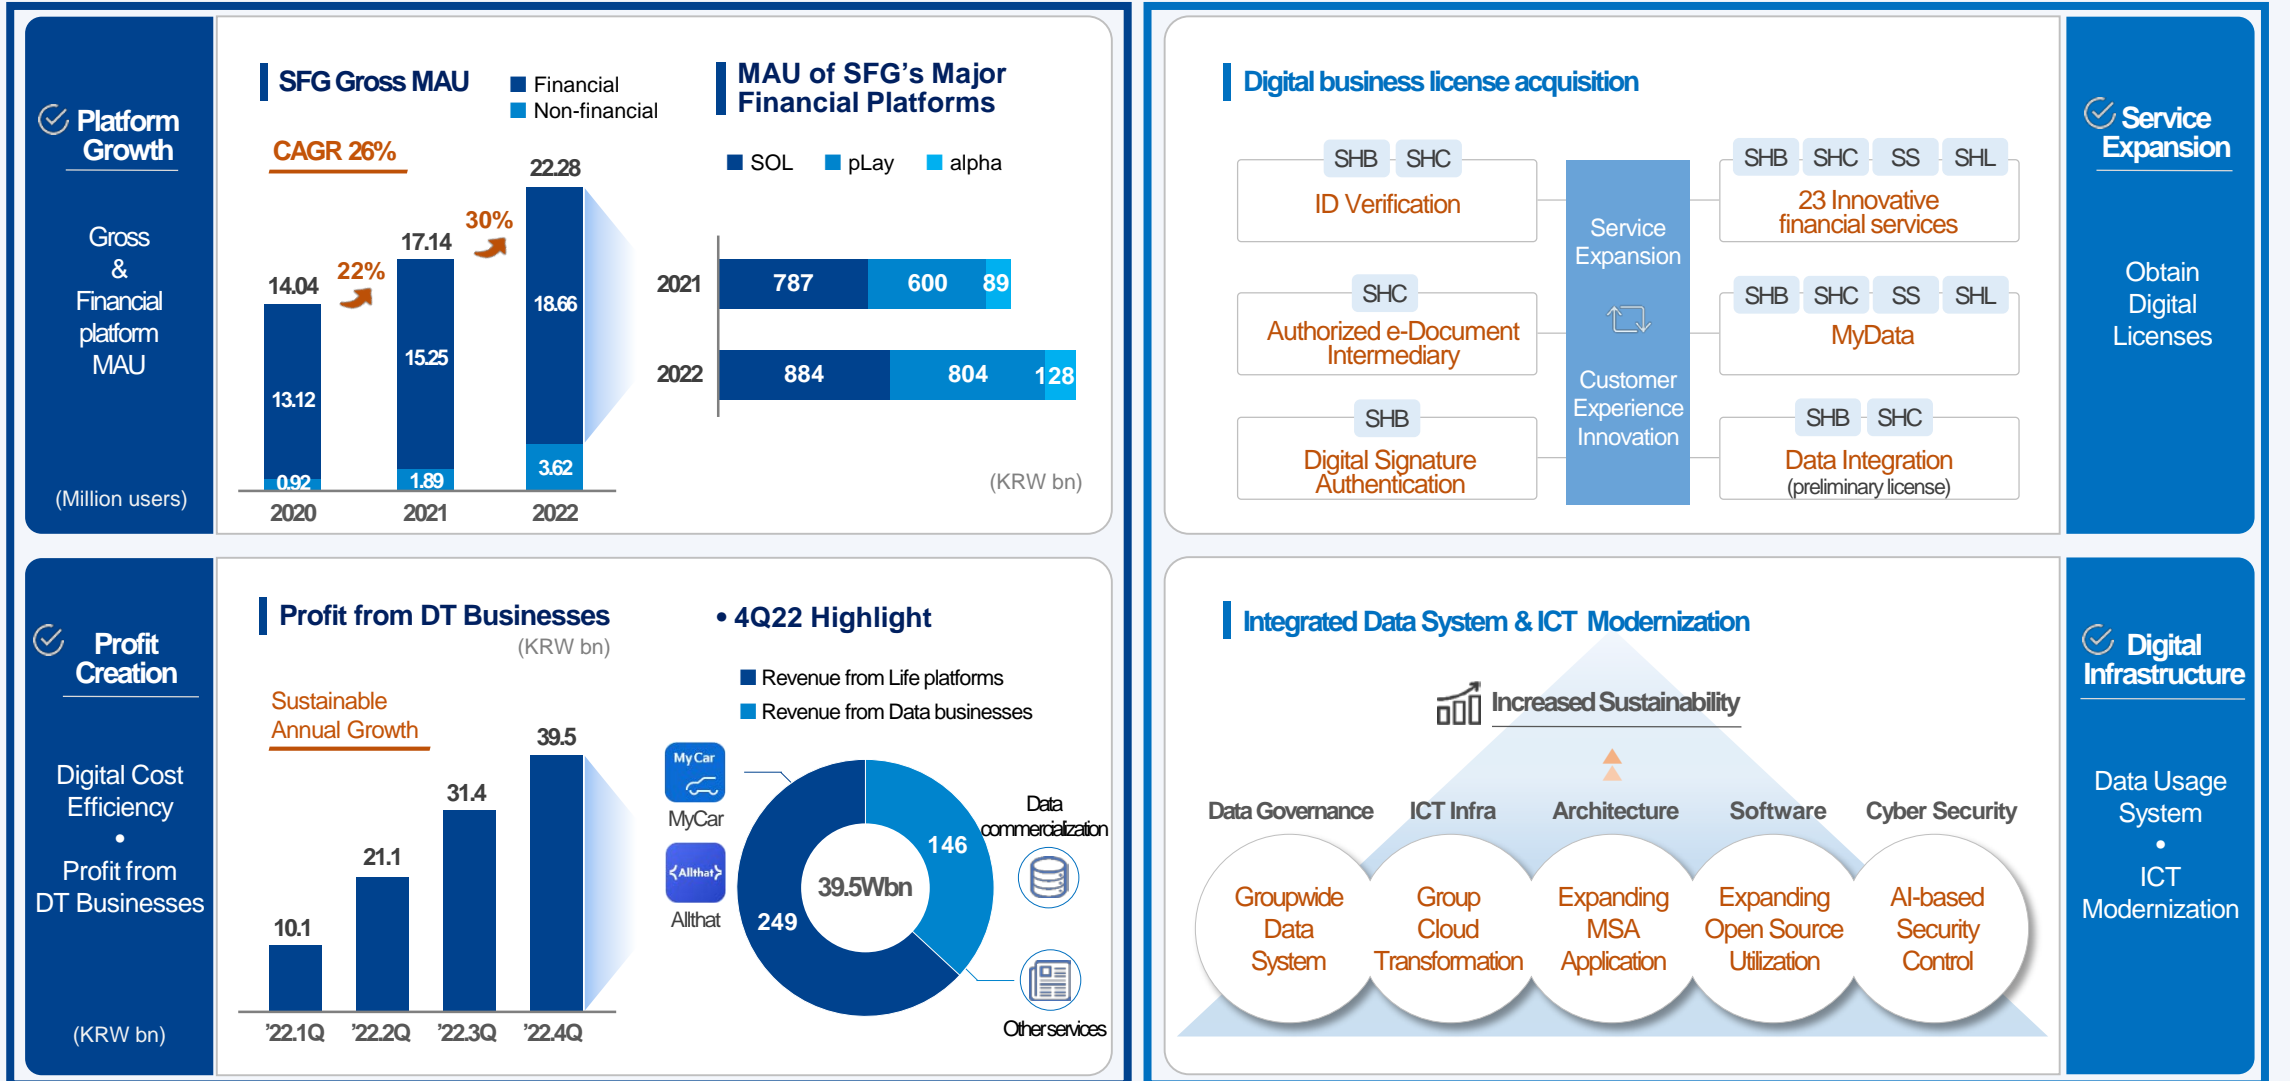 Platform
Growth
Gross
&
Financial
platform
MAU
(Million users)
SFG Gross MAU
Financial
Non-financial
CAGR 26%
22.28
30%
17.14
22%
14.04
18.66
15.25
13.12
3.62
1.89
0.92
2020
2021
2022
MAU of SFG's Major
Financial Platforms
SOL
pLay
alpha
2021
787
600
89
2022
884
804
128
(KRW bn)
Digital business license acquisition
SHB
SHC
ID Verification
SHC
Authorized e-Document
Intermediary
SHB
Digital Signature
Authentication
Service
Expansion
Customer
Experience
Innovation
SHB
SHC
SS
SHL
23 Innovative
financial services
SHB
SHC
SS
SHL
MyData
SHB
SHC
Data Integration
(preliminary license)
Service
Expansion
Obtain
Digital
Licenses
Profit
Creation
Digital Cost
Efficiency
•
Profit from
DT Businesses
(KRW bn)
Profit from DT Businesses
(KRW bn)
Sustainable
Annual Growth
39.5
31.4
21.1
10.1
'22.1Q
'22.2Q
'22.3Q
'22.4Q
• 4Q22 Highlight
Revenue from Life platforms
Revenue from Data businesses
My Car
MyCar
Allthat
Allthat
146
39.5Wbn
249
Data
commercialization
Other services
Integrated Data System & ICT Modernization
Increased Sustainability
Data Governance
ICT Infra
Architecture
Software
Cyber Security
Groupwide
Data
System
Group
Cloud
Transformation
Expanding
MSA
Application
Expanding
Open Source
Utilization
AI-based
Security
Control
Digital
Infrastructure
Data Usage
System
•
ICT
Modernization